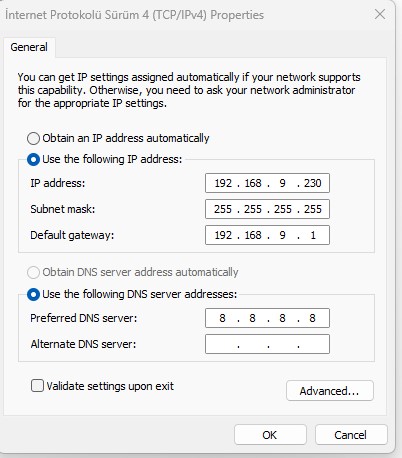 İnternet Protokolü Sürüm 4 (TCP/IPv4) Properties
General
You can get IP settings assigned automatically if your network supports
this capability. Otherwise, you need to ask your network administrator
for the appropriate IP settings.
Obtain an IP address automatically
Use the following IP address:
IP address: 192 . 168 . 9 . 230
Subnet mask: 255 . 255 . 255 . 255
Default gateway: 192 . 168 . 9 . 1
Obtain DNS server address automatically
Use the following DNS server addresses:
Preferred DNS server: 8 . 8 . 8 . 8
Alternate DNS server: . . .
Validate settings upon exit
Advanced...
OK Cancel